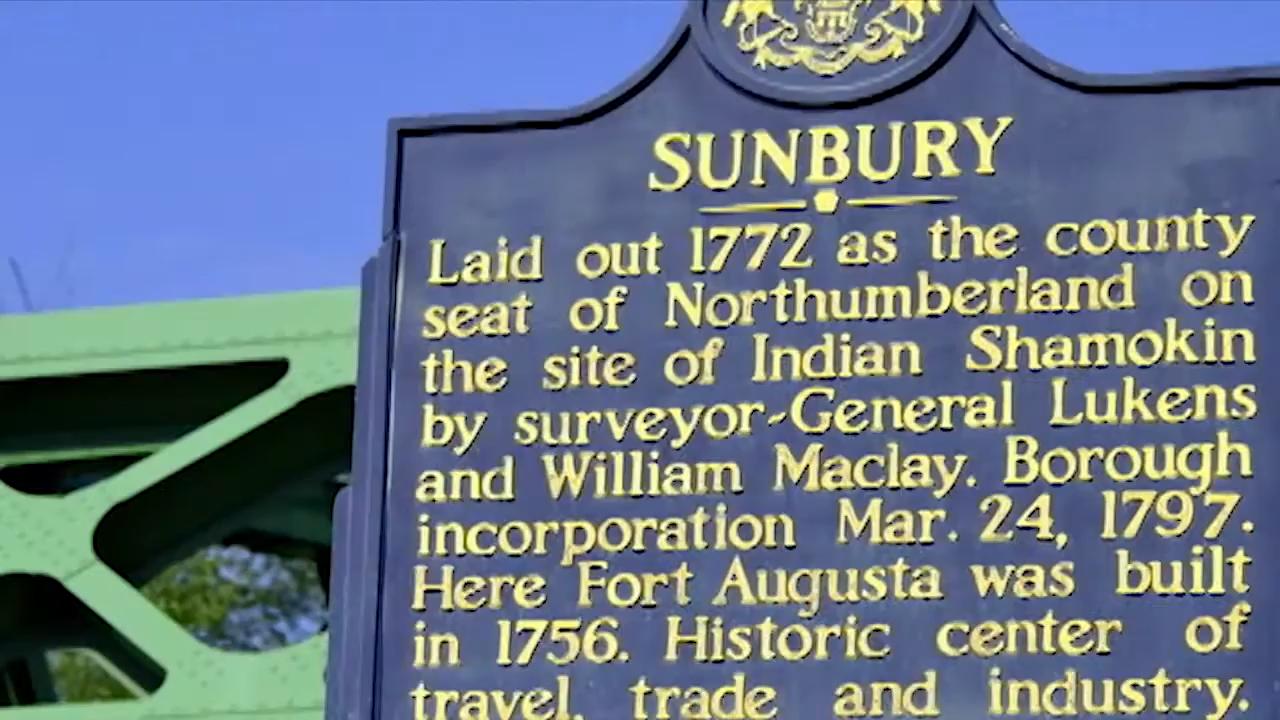 SUNBURY
Laid out 1772 as the county
seat of Northumberland on
the site of Indian Shamokin
by surveyor-General Lukens
and William Maclay. Borough
incorporation Mar. 24, 1797.
Here Fort Augusta was built
in 1756. Historic center of
travel, trade and industry.